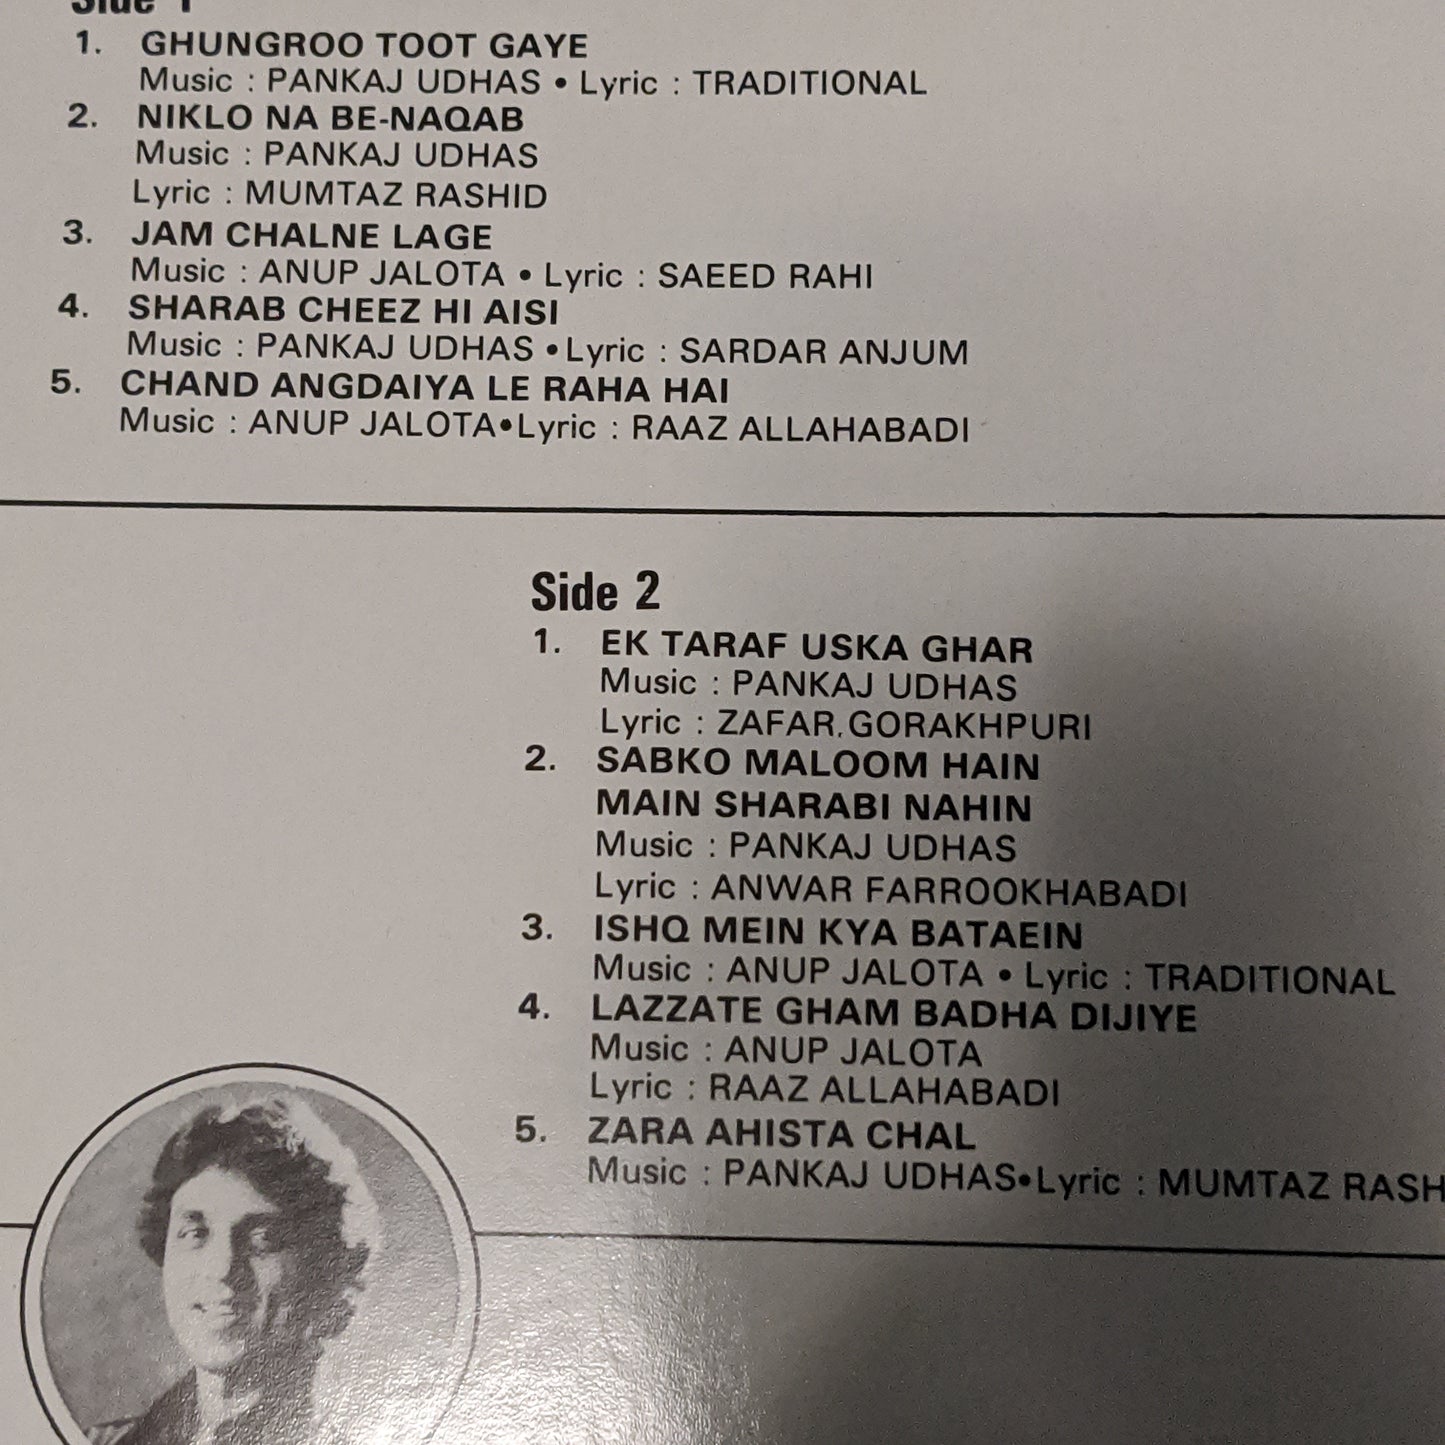 Side 1
1. GHUNGROO TOOT GAYE
Music : PANKAJ UDHAS • Lyric : TRADITIONAL
2. NIKLO NA BE-NAQAB
Music : PANKAJ UDHAS
Lyric : MUMTAZ RASHID
3. JAM CHALNE LAGE
Music : ANUP JALOTA • Lyric : SAEED RAHI
4. SHARAB CHEEZ HI AISI
Music : PANKAJ UDHAS • Lyric : SARDAR ANJUM
5. CHAND ANGDAIYA LE RAHA HAI
Music : ANUP JALOTA•Lyric : RAAZ ALLAHABADI
Side 2
1. EK TARAF USKA GHAR
Music : PANKAJ UDHAS
Lyric : ZAFAR.GORAKHPURI
2. SABKO MALOOM HAIN
MAIN SHARABI NAHIN
Music : PANKAJ UDHAS
Lyric : ANWAR FARROOKHABADI
3. ISHQ MEIN KYA BATAEIN
Music : ANUP JALOTA • Lyric : TRADITIONAL
4. LAZZATE GHAM BADHA DIJIYE
Music : ANUP JALOTA
Lyric : RAAZ ALLAHABADI
5. ZARA AHISTA CHAL
Music : PANKAJ UDHAS•Lyric : MUMTAZ RASH